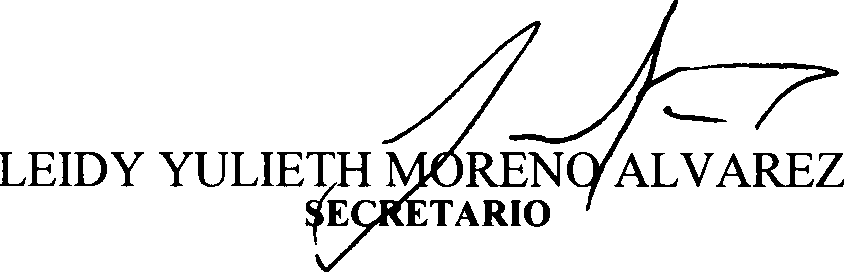 LEIDY YULIETH MORENO ALVAREZ
SECRETARIO